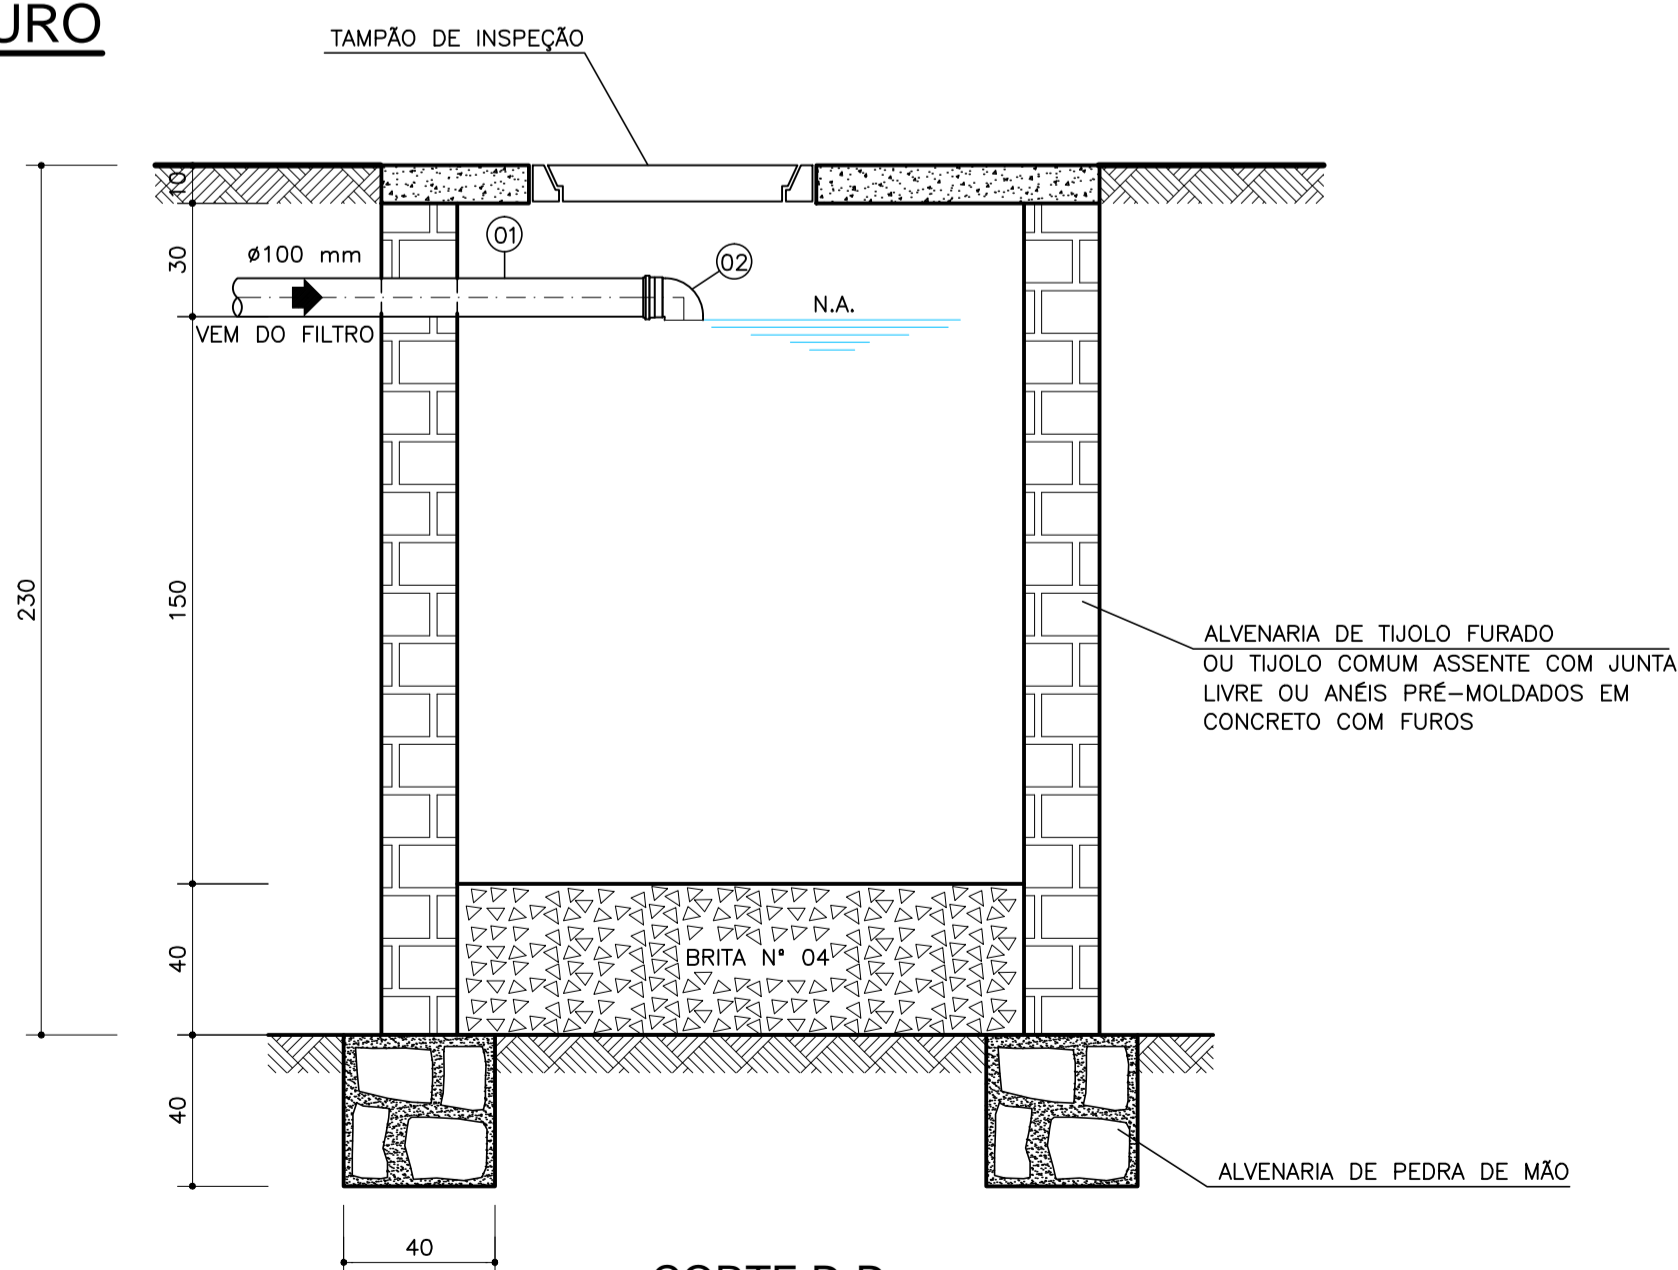 URO
TAMPÃO DE INSPEÇÃO
10
30
ø100 mm
01
02
N.A.
VEM DO FILTRO
230
150
ALVENARIA DE TIJOLO FURADO
OU TIJOLO COMUM ASSENTE COM JUNTA
LIVRE OU ANÉIS PRÉ-MOLDADOS EM
CONCRETO COM FUROS
40
BRITA Nº 04
40
ALVENARIA DE PEDRA DE MÃO
40